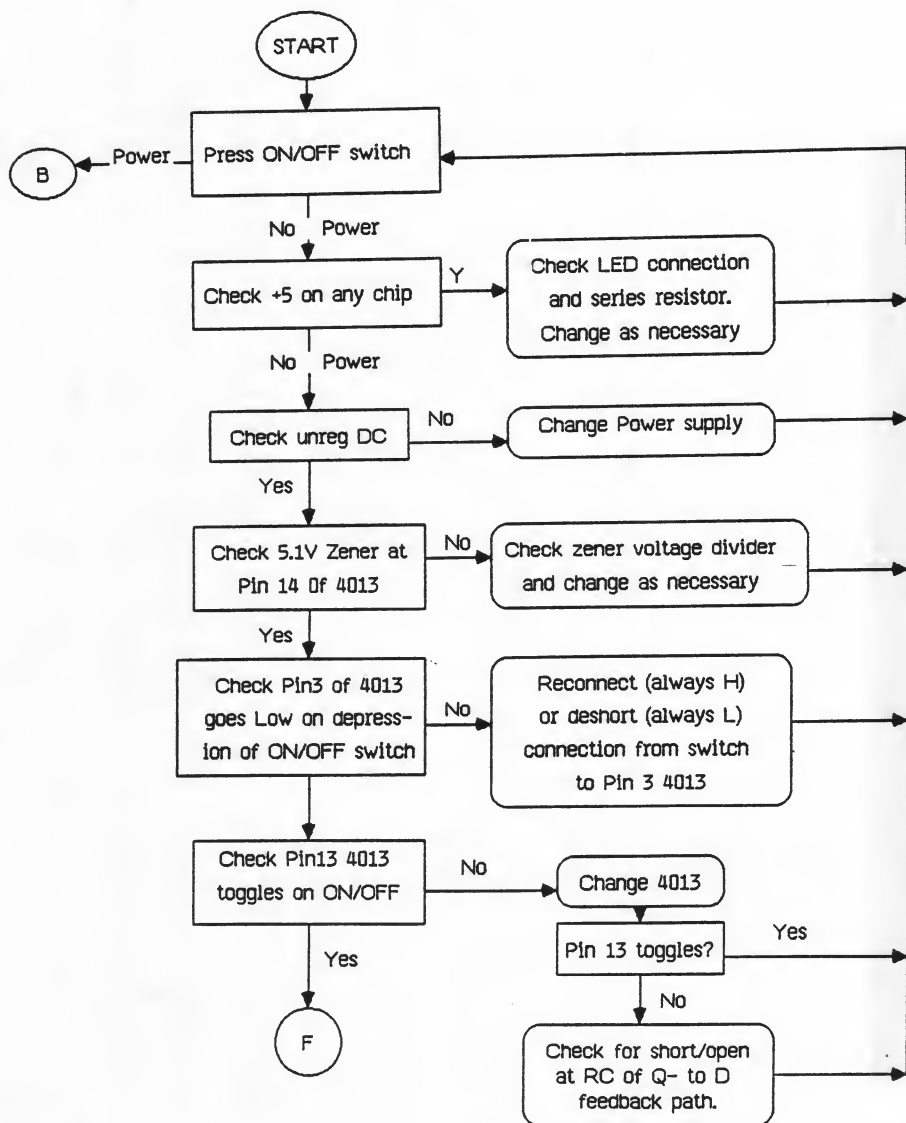 START
Press ON/OFF switch
Power
B
No Power
Check +5 on any chip
Y
Check LED connection
and series resistor.
Change as necessary
No Power
Check unreg DC
No
Change Power supply
Yes
Check 5.1V Zener at
Pin 14 Of 4013
No
Check zener voltage divider
and change as necessary
Yes
Check Pin3 of 4013
goes Low on depress-
ion of ON/OFF switch
No
Reconnect (always H)
or deshort (always L)
connection from switch
to Pin 3 4013
Check Pin13 4013
toggles on ON/OFF
No
Change 4013
Pin 13 toggles?
Yes
Yes
No
F
Check for short/open
at RC of Q- to D
feedback path.